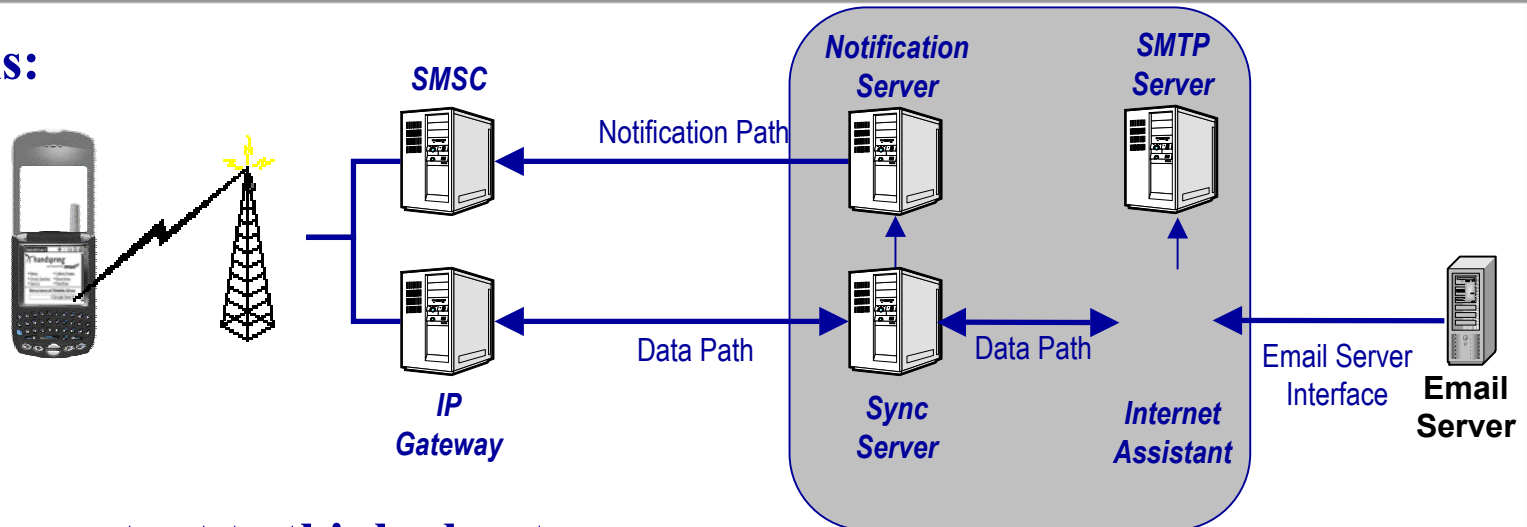 Notification
Server
SMTP
Server
SMSC
Notification Path
Data Path
Data Path
Email Server
Interface
Email
Server
IP
Gateway
Sync
Server
Internet
Assistant